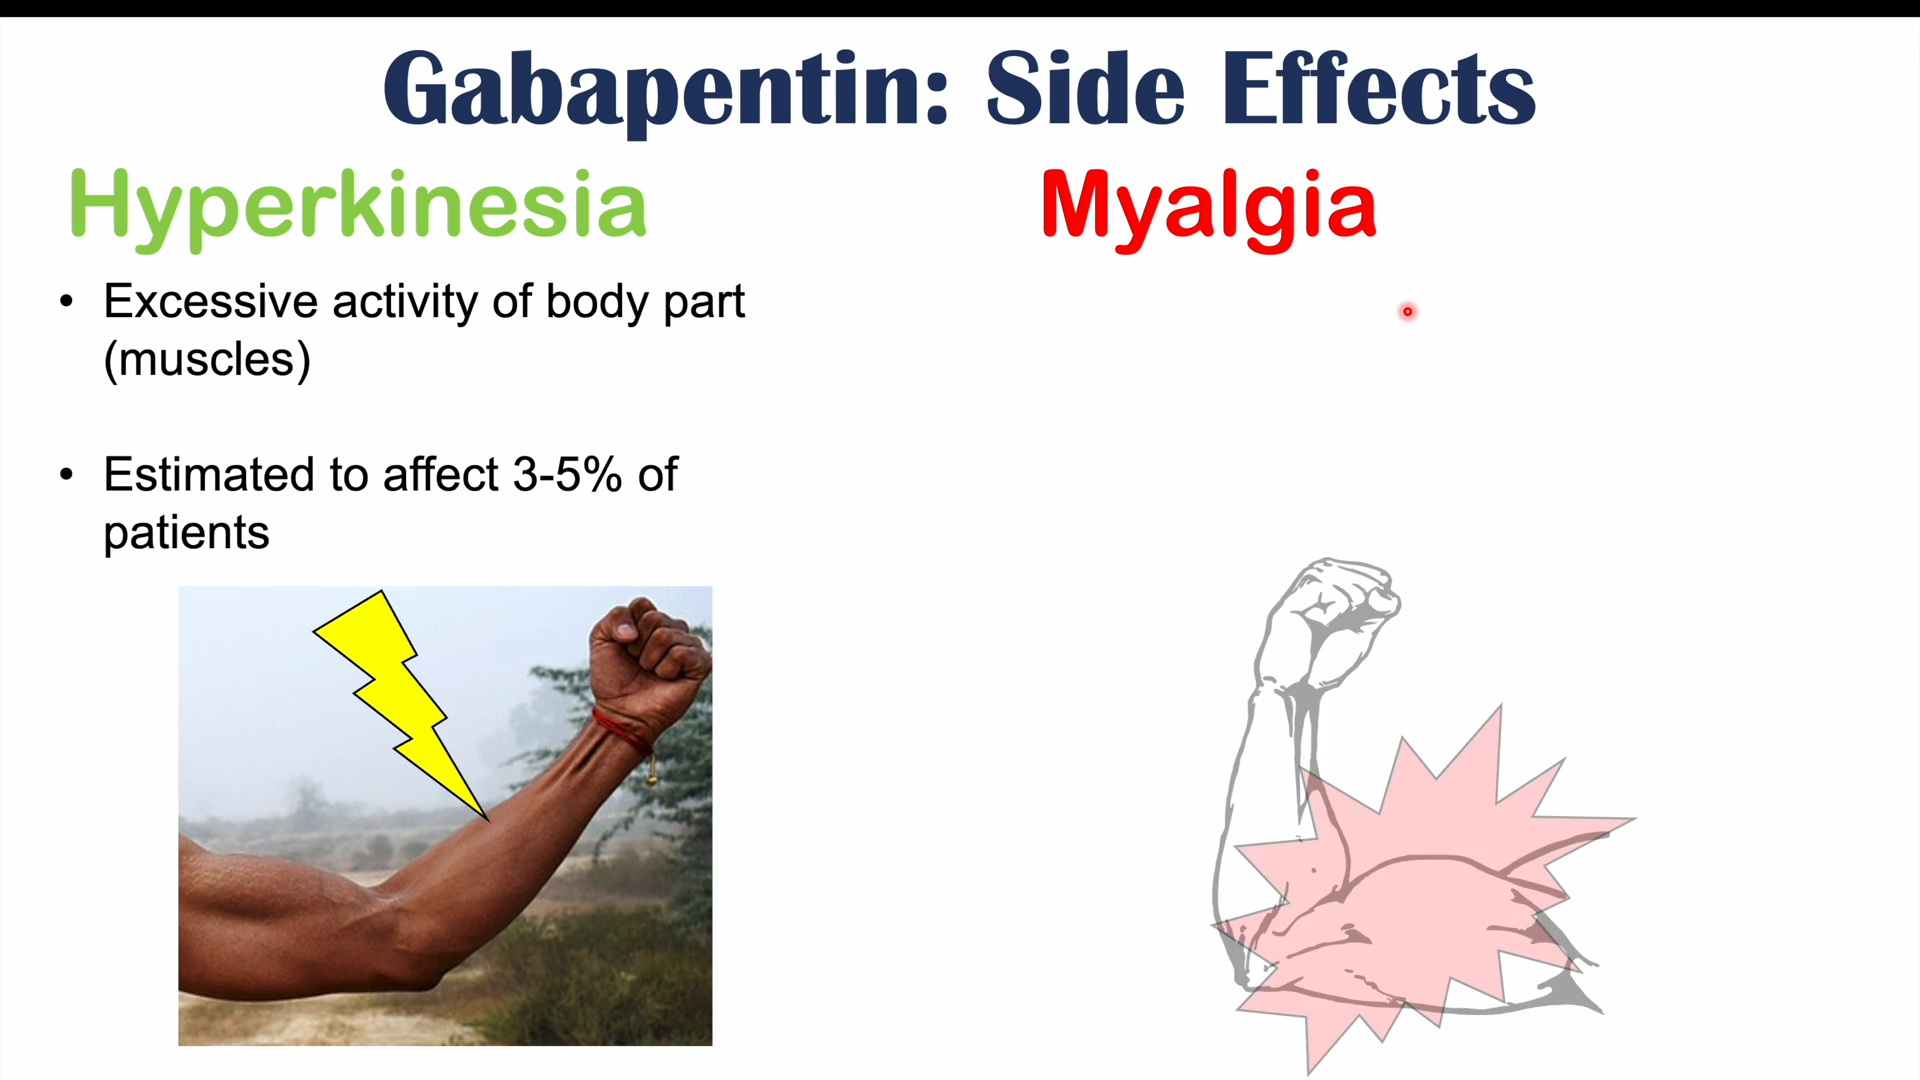 Gabapentin: Side Effects
Hyperkinesia
• Excessive activity of body part
(muscles)
• Estimated to affect 3-5% of
patients
Myalgia